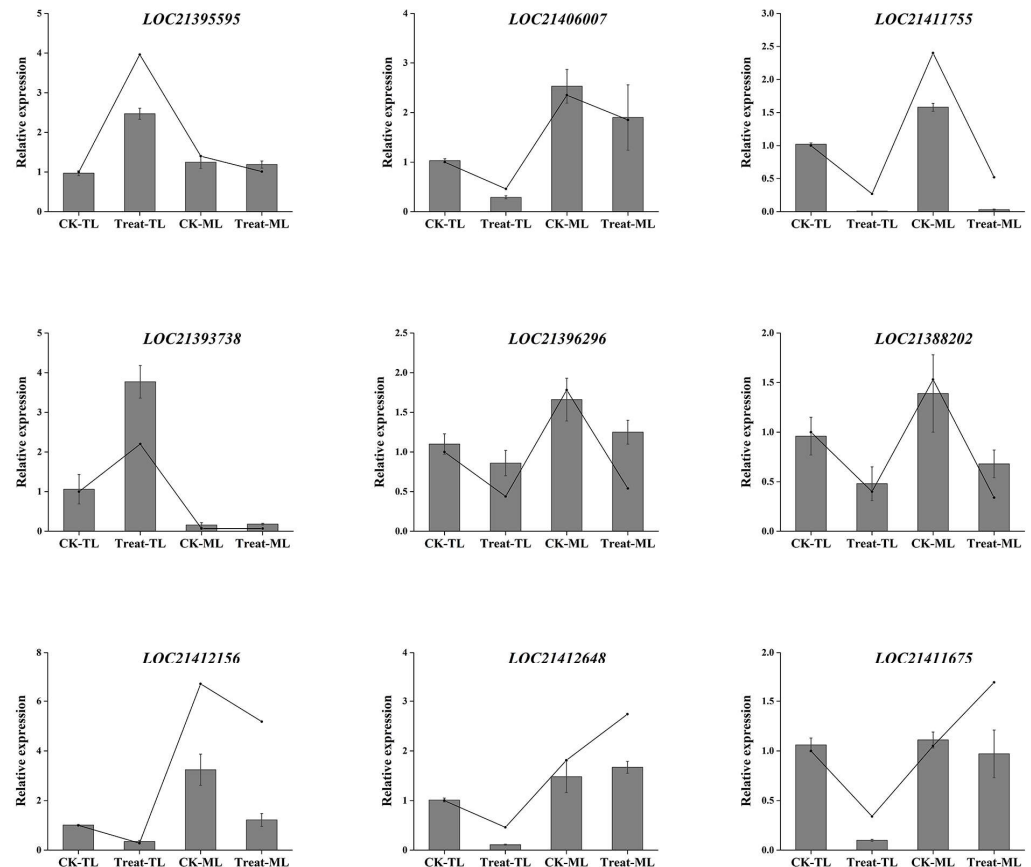 LOC21395595
Relative expression
5
4
3
2
1
0
CK-TL Treat-TL CK-ML Treat-ML
LOC21406007
Relative expression
4
3
2
1
0
CK-TL Treat-TL CK-ML Treat-ML
LOC21411755
Relative expression
3.0
2.5
2.0
1.5
1.0
0.5
0.0
CK-TL Treat-TL CK-ML Treat-ML
LOC21393738
Relative expression
5
4
3
2
1
0
CK-TL Treat-TL CK-ML Treat-ML
LOC21396296
Relative expression
2.5
2.0
1.5
1.0
0.5
0.0
CK-TL Treat-TL CK-ML Treat-ML
LOC21388202
Relative expression
2.0
1.5
1.0
0.5
0.0
CK-TL Treat-TL CK-ML Treat-ML
LOC21412156
Relative expression
8
6
4
2
0
CK-TL Treat-TL CK-ML Treat-ML
LOC21412648
Relative expression
4
3
2
1
0
CK-TL Treat-TL CK-ML Treat-ML
LOC21411675
Relative expression
2.0
1.5
1.0
0.5
0.0
CK-TL Treat-TL CK-ML Treat-ML